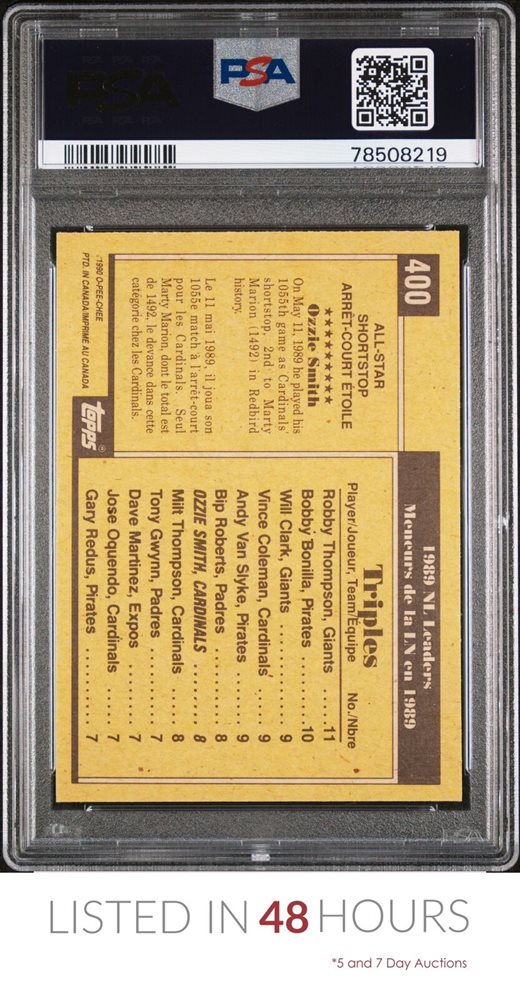 PSA
PSA
78508219
400
ALL-STAR
SHORTSTOP
ARRÊT-COURT ÉTOILE
★★★★★★★★★
Ozzie Smith
On May 11, 1989 he played his
1055th game as Cardinals'
shortstop, 2nd to Marty
Marion (1492) in Redbird
history.
Le 11 mai 1989, il joua son
1055e match à l'arrêt-court
pour les Cardinals. Seul
Marty Marion, dont le total est
de 1492, le devance dans cette
catégorie chez les Cardinals.
©1990 O-PEE-CHEE
PTD. IN CANADA/IMPRIMÉ AU CANADA
topps®
1989 NL Leaders
Meneurs de la LN en 1989
Triples
Player/Joueur, Team/Équipe No./Nbre
Robby Thompson, Giants ..... 11
Bobby Bonilla, Pirates ......... 10
Will Clark, Giants ............. 9
Vince Coleman, Cardinals ..... 9
Andy Van Slyke, Pirates ...... 9
Bip Roberts, Padres .......... 8
OZZIE SMITH, CARDINALS ..... 8
Milt Thompson, Cardinals ...... 8
Tony Gwynn, Padres .......... 7
Dave Martinez, Expos ........ 7
Jose Oquendo, Cardinals ...... 7
Gary Redus, Pirates .......... 7
LISTED IN 48 HOURS
*5 and 7 Day Auctions